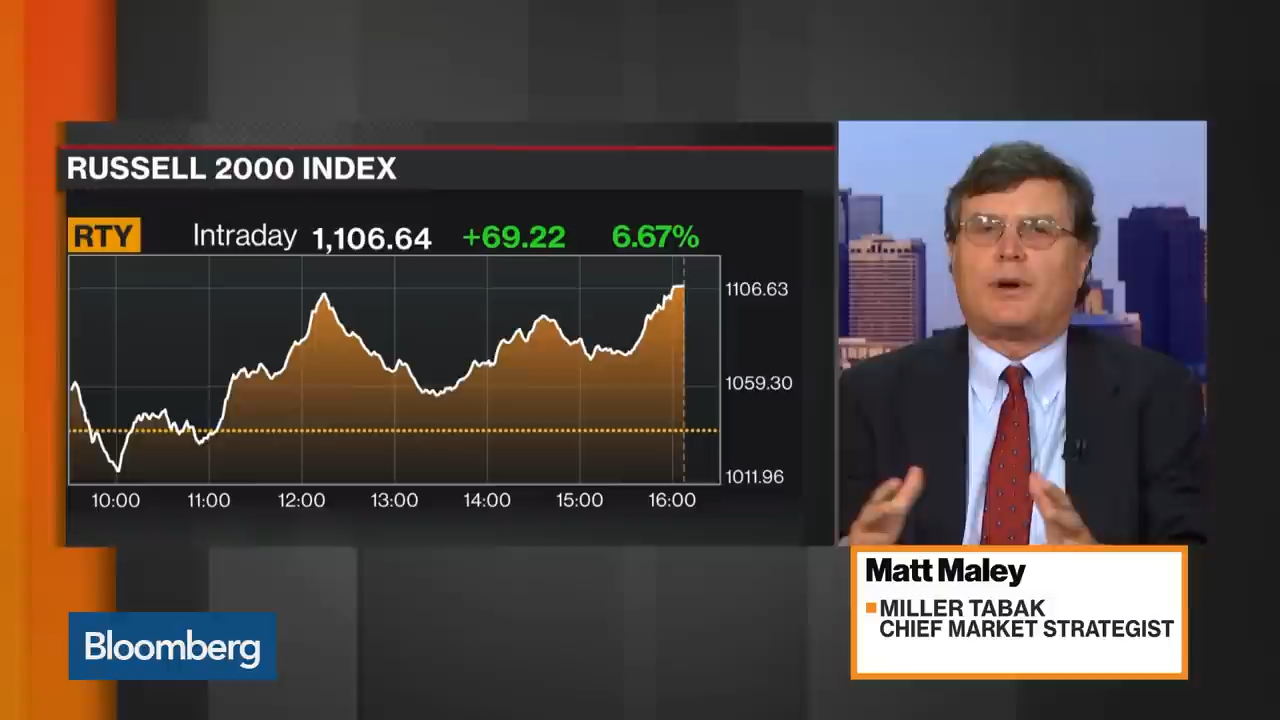 RUSSELL 2000 INDEX
RTY Intraday 1,106.64 +69.22 6.67%
1106.63
1059.30
1011.96
10:00 11:00 12:00 13:00 14:00 15:00 16:00
Matt Maley
MILLER TABAK
CHIEF MARKET STRATEGIST
Bloomberg